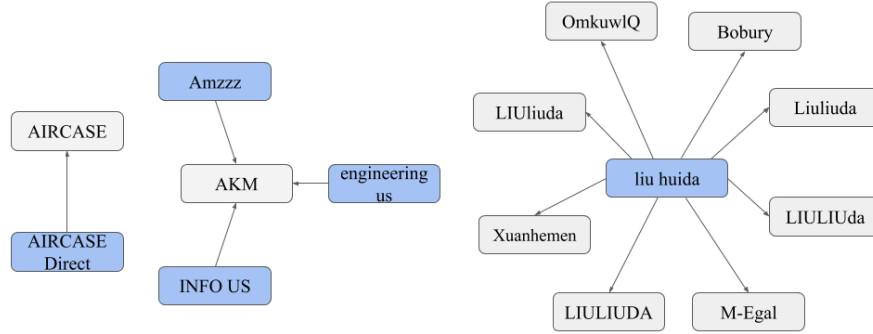 AIRCASE
AIRCASE
Direct
Amzzz
AKM
engineering
us
INFO US
OmkuwlQ
Bobury
LIUliuda
Liuliuda
liu huida
Xuanhemen
LIULIUda
LIULIUDA
M-Egal